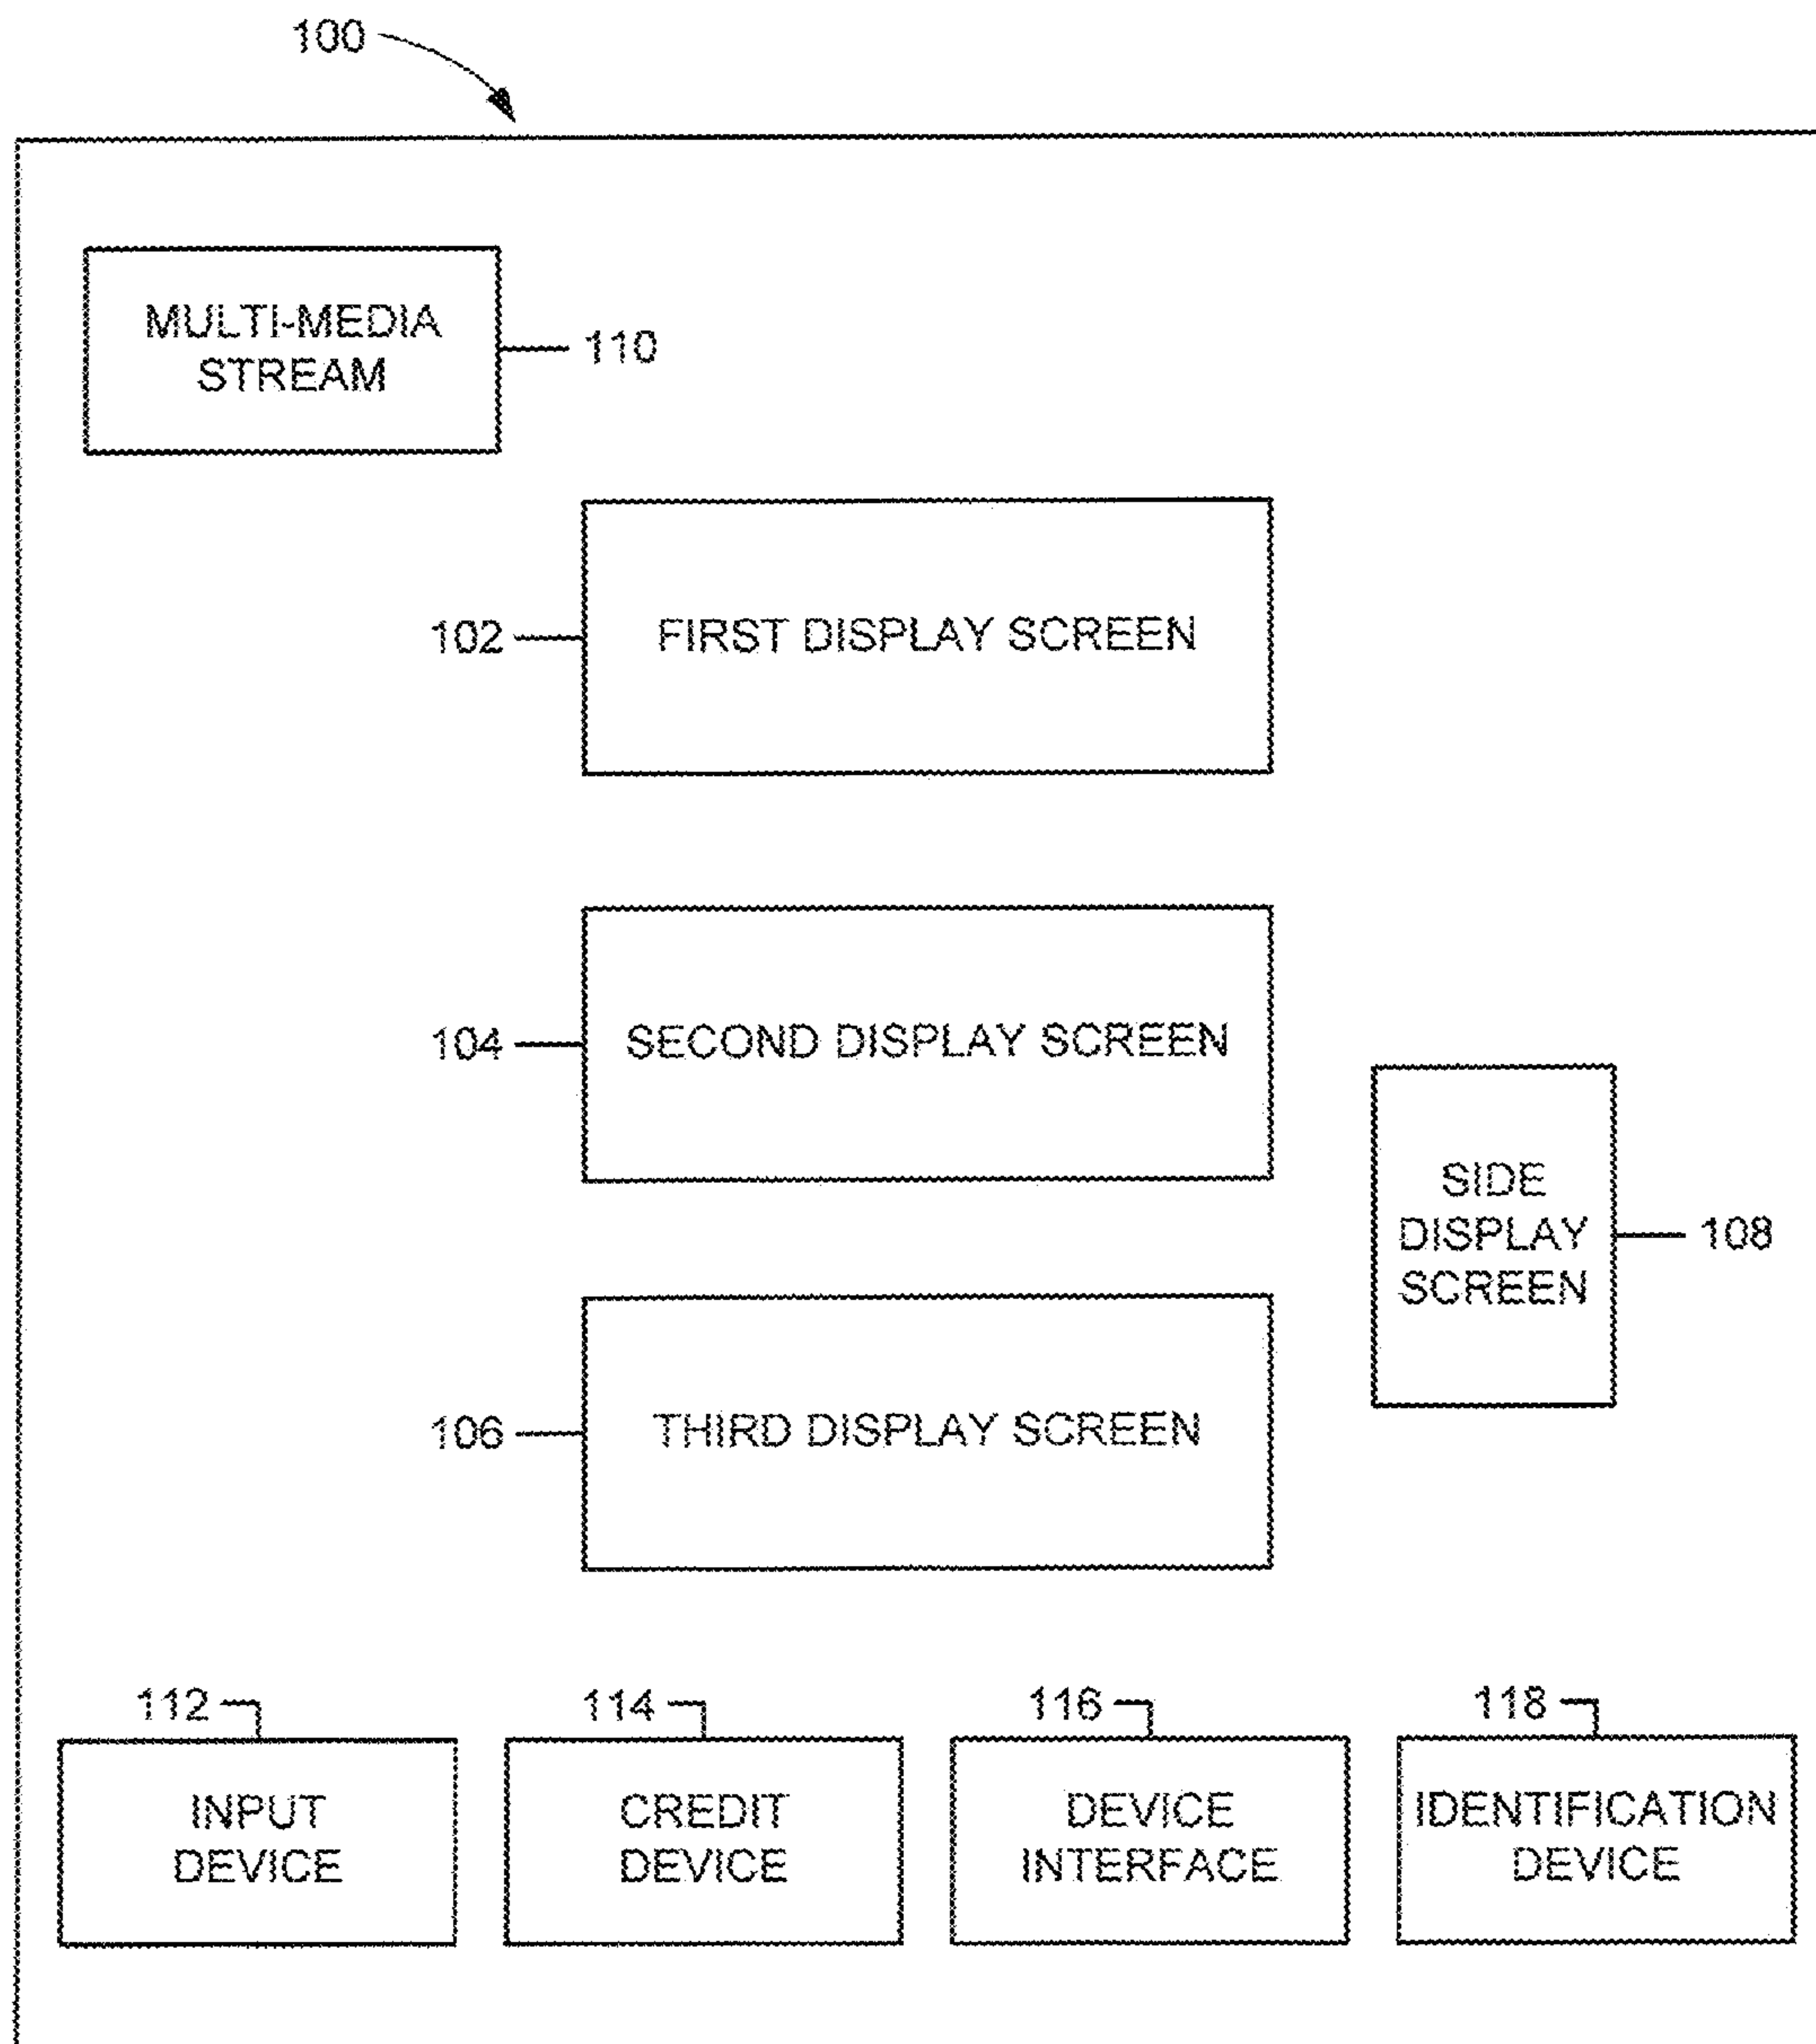 100
MULTI-MEDIA
STREAM
110
102
FIRST DISPLAY SCREEN
104
SECOND DISPLAY SCREEN
SIDE
DISPLAY
SCREEN
108
106
THIRD DISPLAY SCREEN
112
114
116
118
INPUT
DEVICE
CREDIT
DEVICE
DEVICE
INTERFACE
IDENTIFICATION
DEVICE